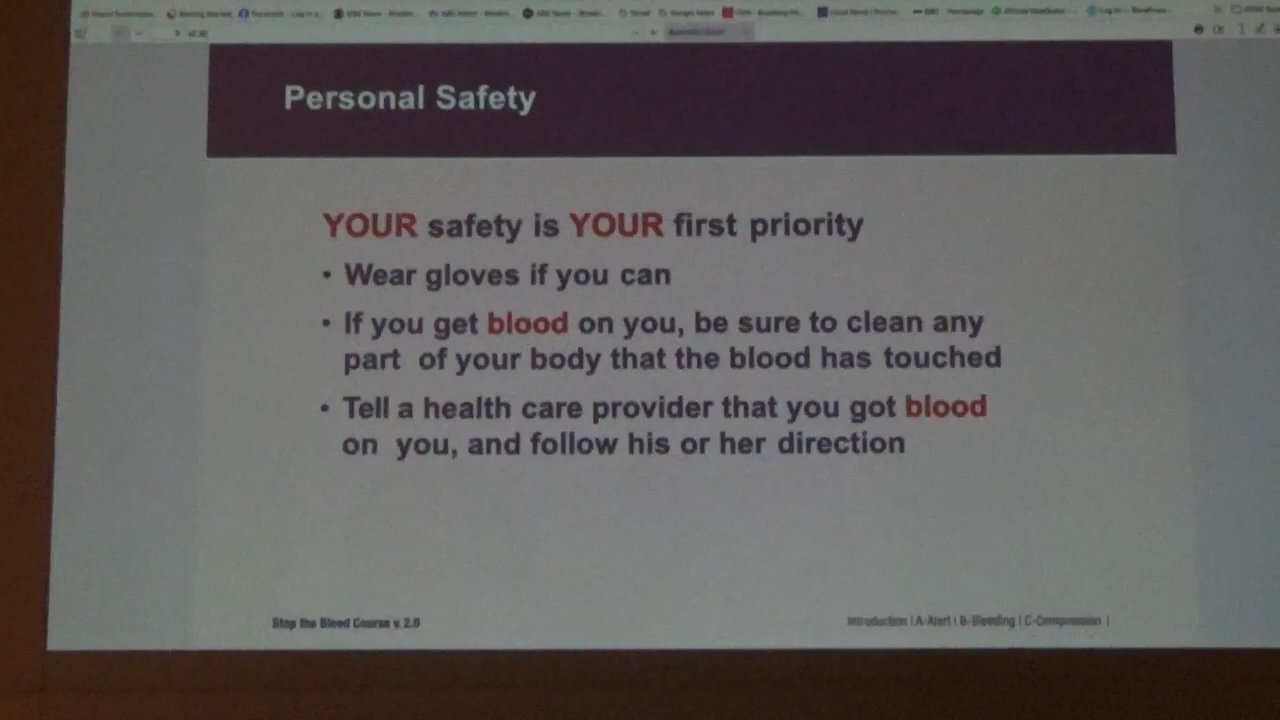 Personal Safety
YOUR safety is YOUR first priority
• Wear gloves if you can
• If you get blood on you, be sure to clean any
part of your body that the blood has touched
• Tell a health care provider that you got blood
on you, and follow his or her direction
Stop the Bleed Course v. 2.0
Introduction | A-Alert | B-Bleeding | C-Compression |